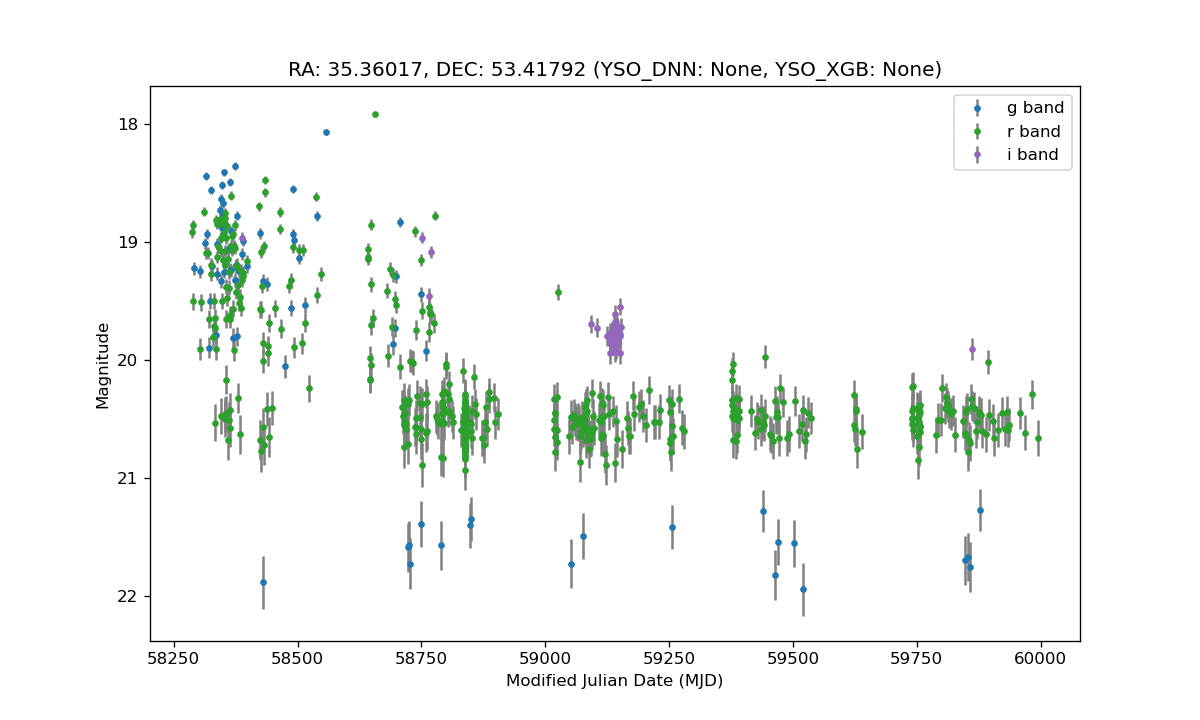 RA: 35.36017, DEC: 53.41792 (YSO_DNN: None, YSO_XGB: None)
g band
r band
i band
18
19
20
21
22
Magnitude
58250
58500
58750
59000
59250
59500
59750
60000
Modified Julian Date (MJD)